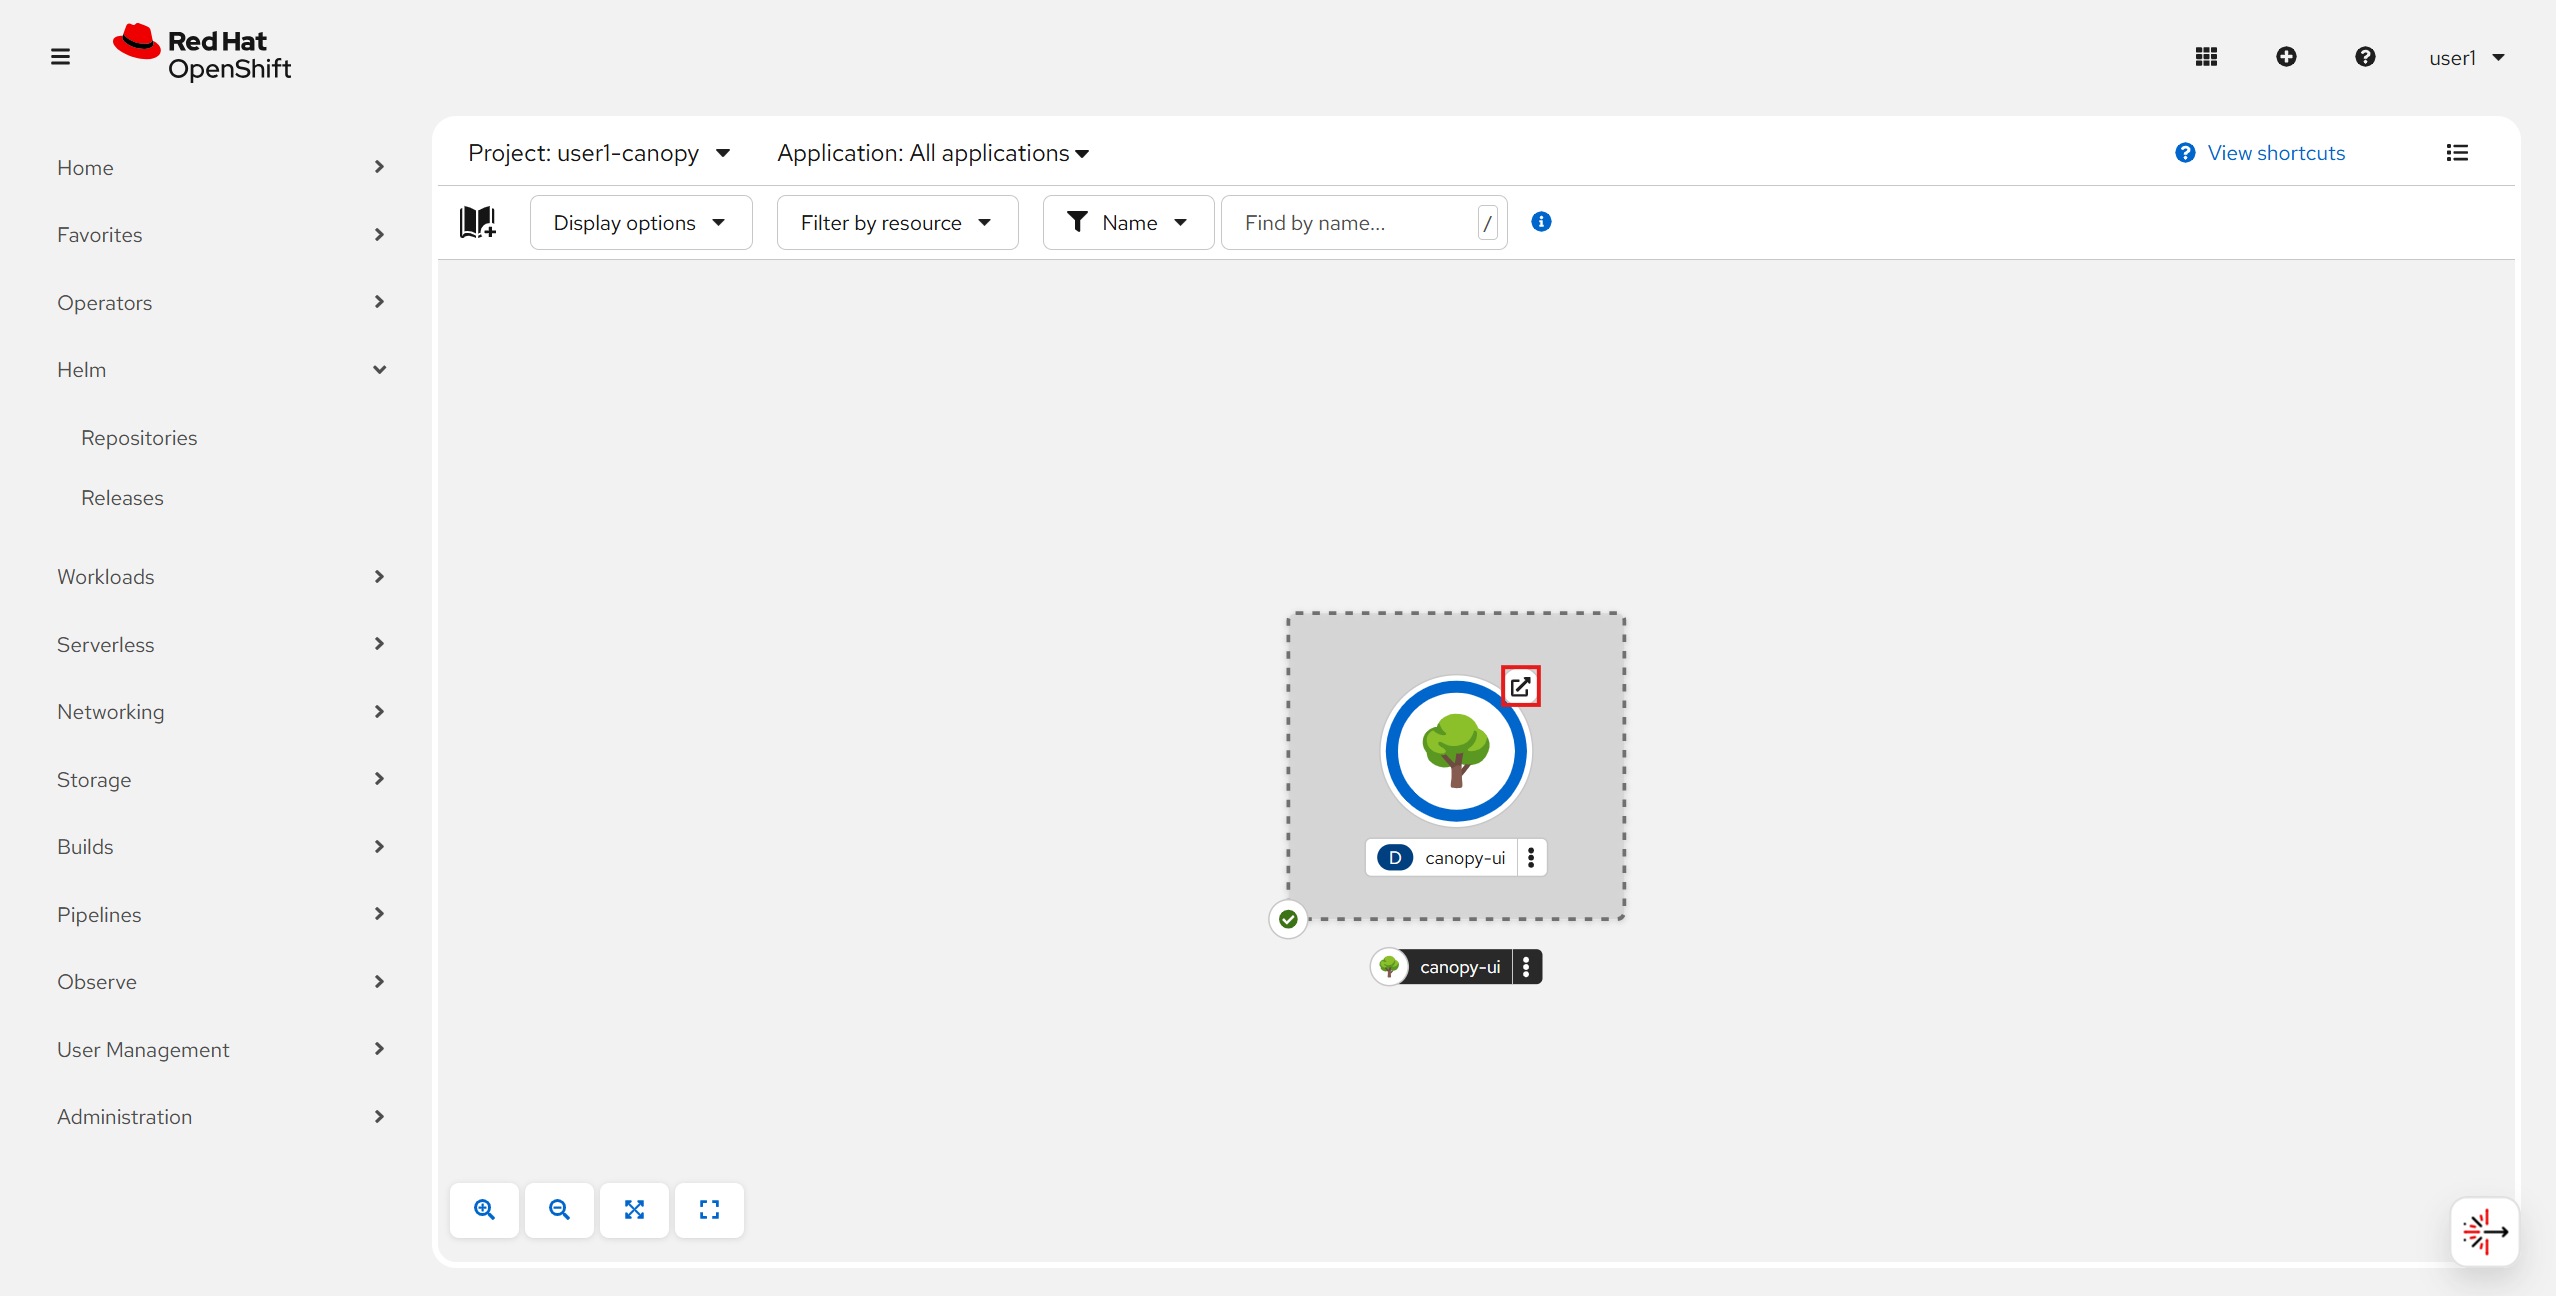 Red Hat
OpenShift
user1
Home
Favorites
Operators
Helm
Repositories
Releases
Workloads
Serverless
Networking
Storage
Builds
Pipelines
Observe
User Management
Administration
Project: user1-canopy
Application: All applications
View shortcuts
Display options
Filter by resource
Name
Find by name...
/
D canopy-ui
canopy-ui